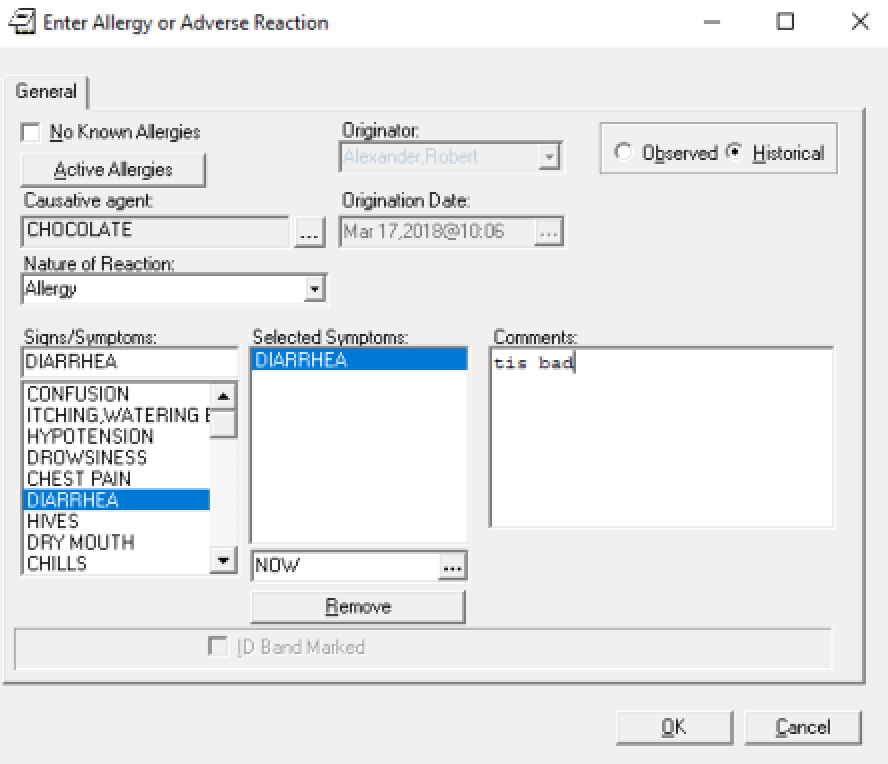 Enter Allergy or Adverse Reaction
General
No Known Allergies
Originator:
Alexander,Robert
Observed
Historical
Active Allergies
Causative agent:
Origination Date:
CHOCOLATE
...
Mar 17,2018@10:06
...
Nature of Reaction:
Allergy
Signs/Symptoms:
Selected Symptoms:
Comments:
DIARRHEA
DIARRHEA
tis bad
CONFUSION
ITCHING,WATERING E
HYPOTENSION
DROWSINESS
CHEST PAIN
DIARRHEA
HIVES
DRY MOUTH
CHILLS
NOW
...
Remove
ID Band Marked
OK
Cancel